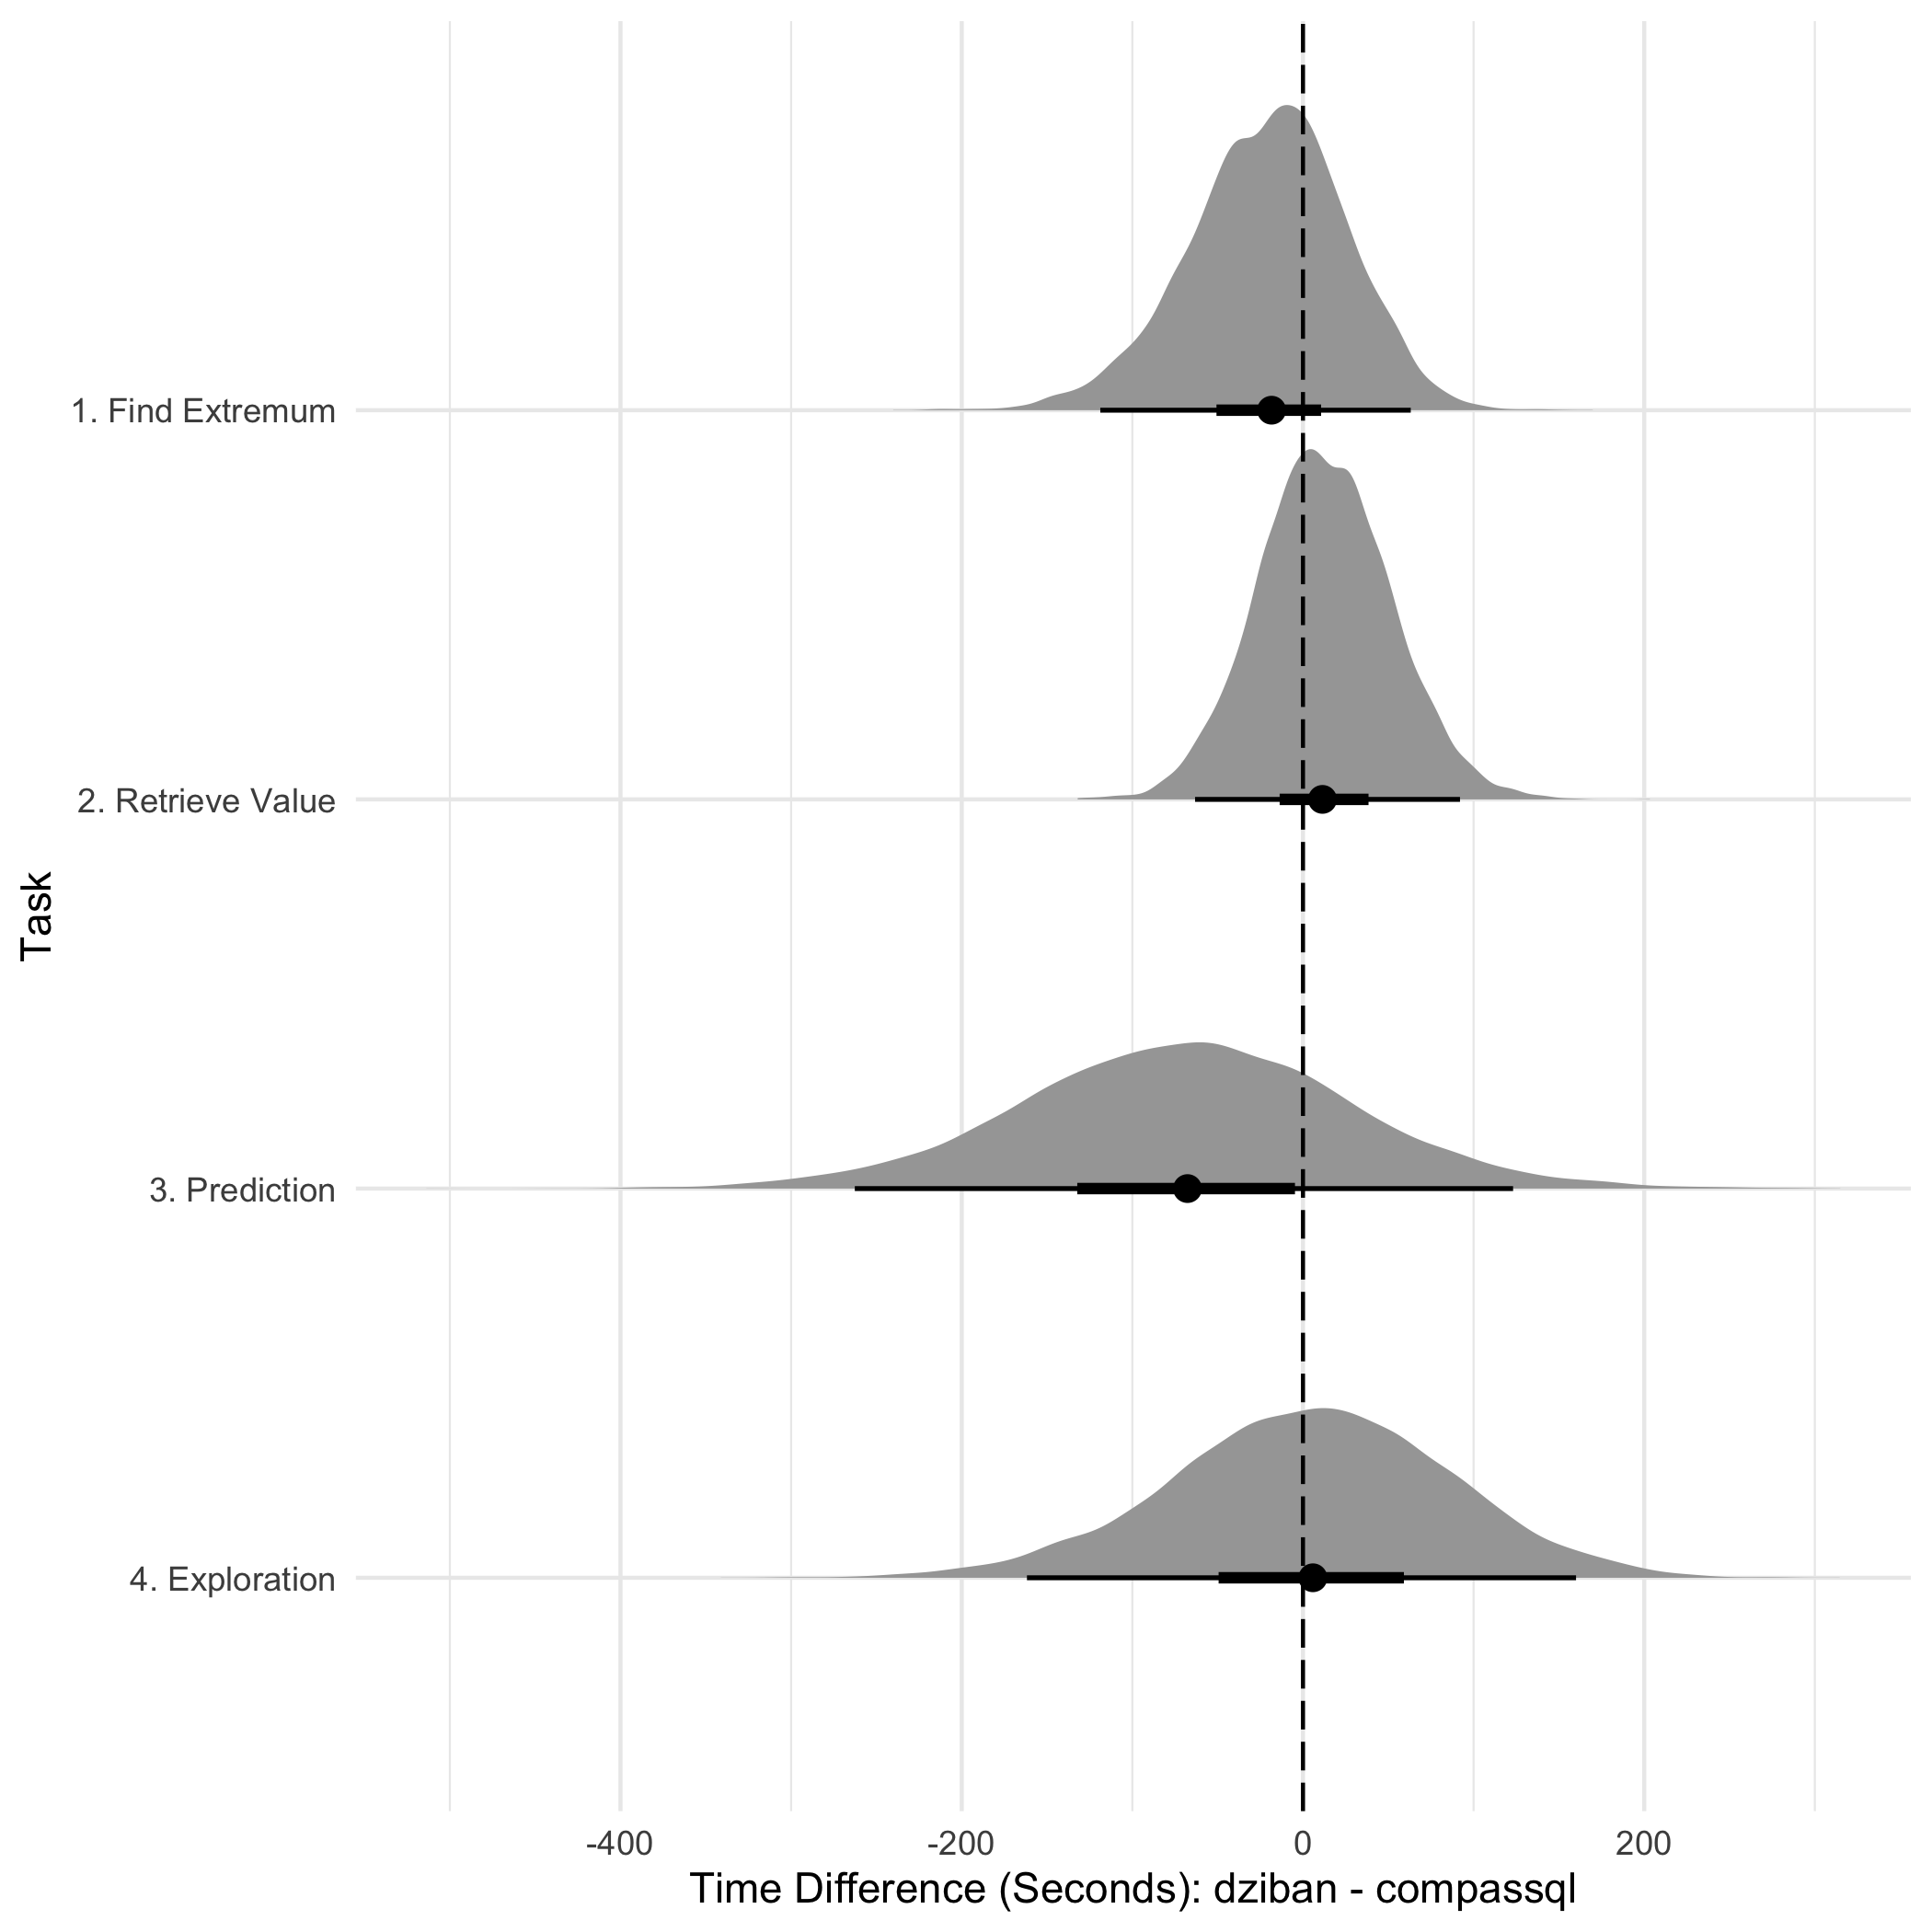 1. Find Extremum
2. Retrieve Value
3. Prediction
4. Exploration
Task
-400 -200 0 200
Time Difference (Seconds): dziban - compassql